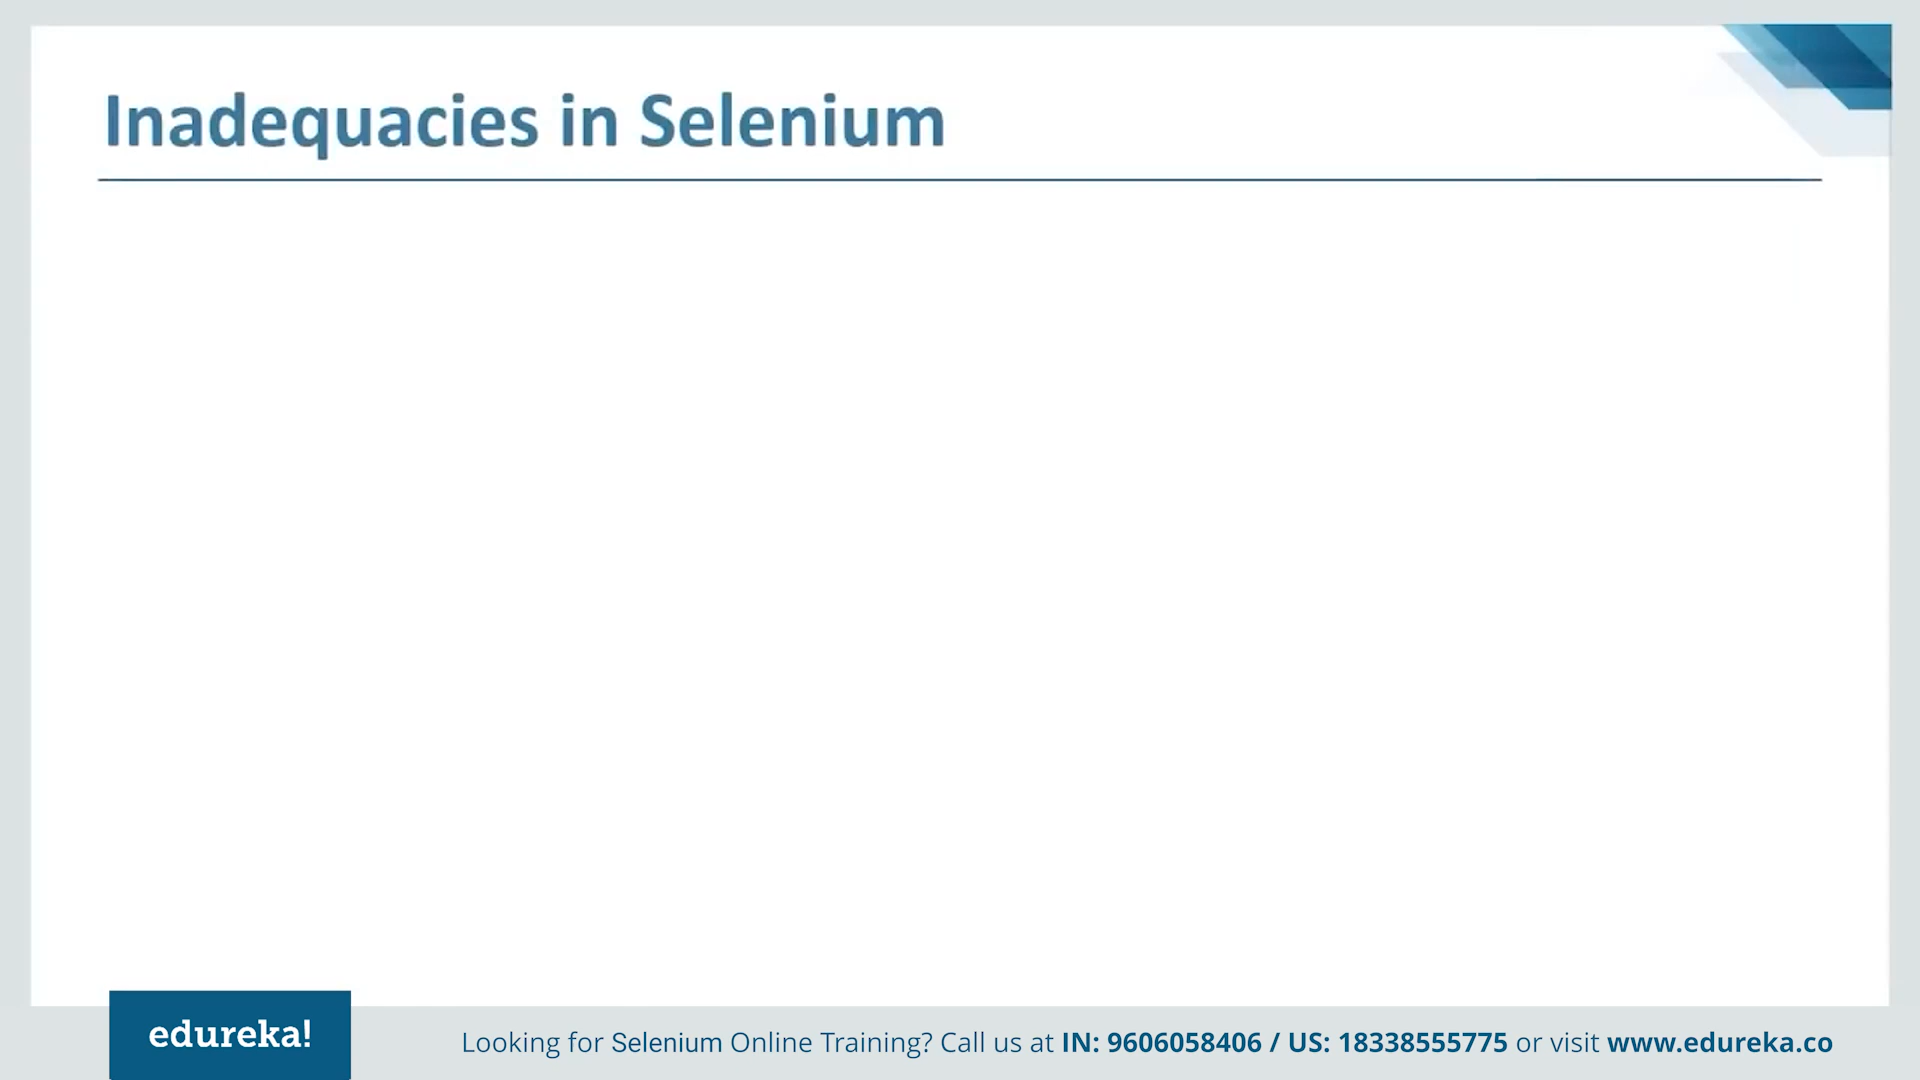 Inadequacies in Selenium
edureka!
Looking for Selenium Online Training? Call us at IN: 9606058406 / US: 18338555775 or visit www.edureka.co